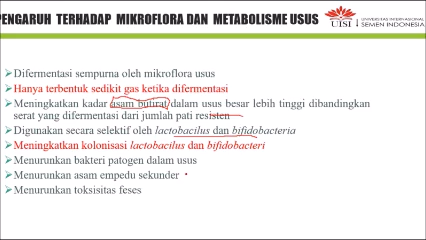 PENGARUH TERHADAP MIKROFLORA DAN METABOLISME USUS
UISI
UNIVERSITAS INTERNASIONAL
SEMEN INDONESIA
Difermentasi sempurna oleh mikroflora usus
Hanya terbentuk sedikit gas ketika difermentasi
Meningkatkan kadar asam butirat dalam usus besar lebih tinggi dibandingkan
serat yang difermentasi dari jumlah pati resisten
Digunakan secara selektif oleh lactobacilus dan bifidobacteria
Meningkatkan kolonisasi lactobacilus dan bifidobacteri
Menurunkan bakteri patogen dalam usus
Menurunkan asam empedu sekunder
Menurunkan toksisitas feses